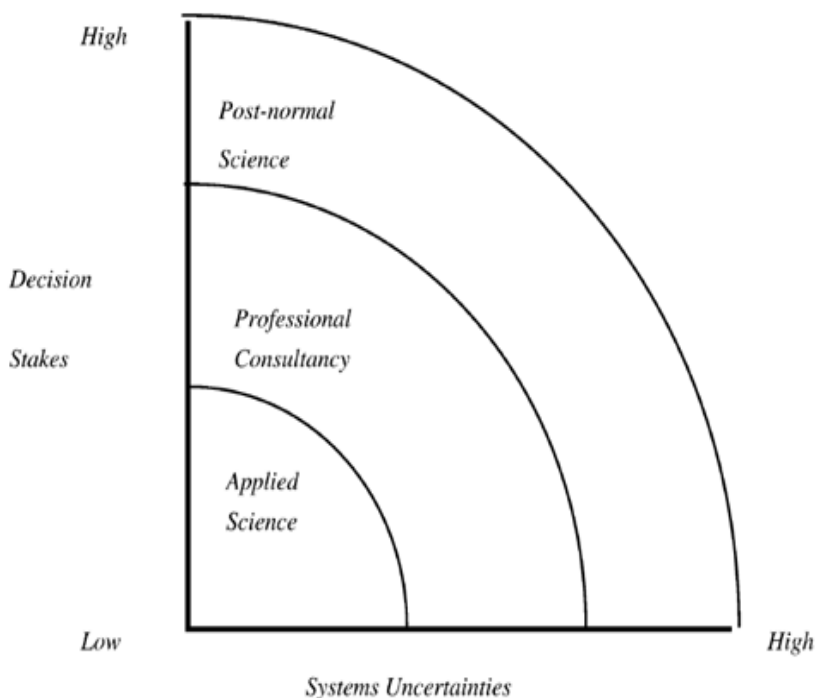 High
Post-normal
Science
Decision
Professional
Stakes
Consultancy
Applied
Science
Low
High
Systems Uncertainties